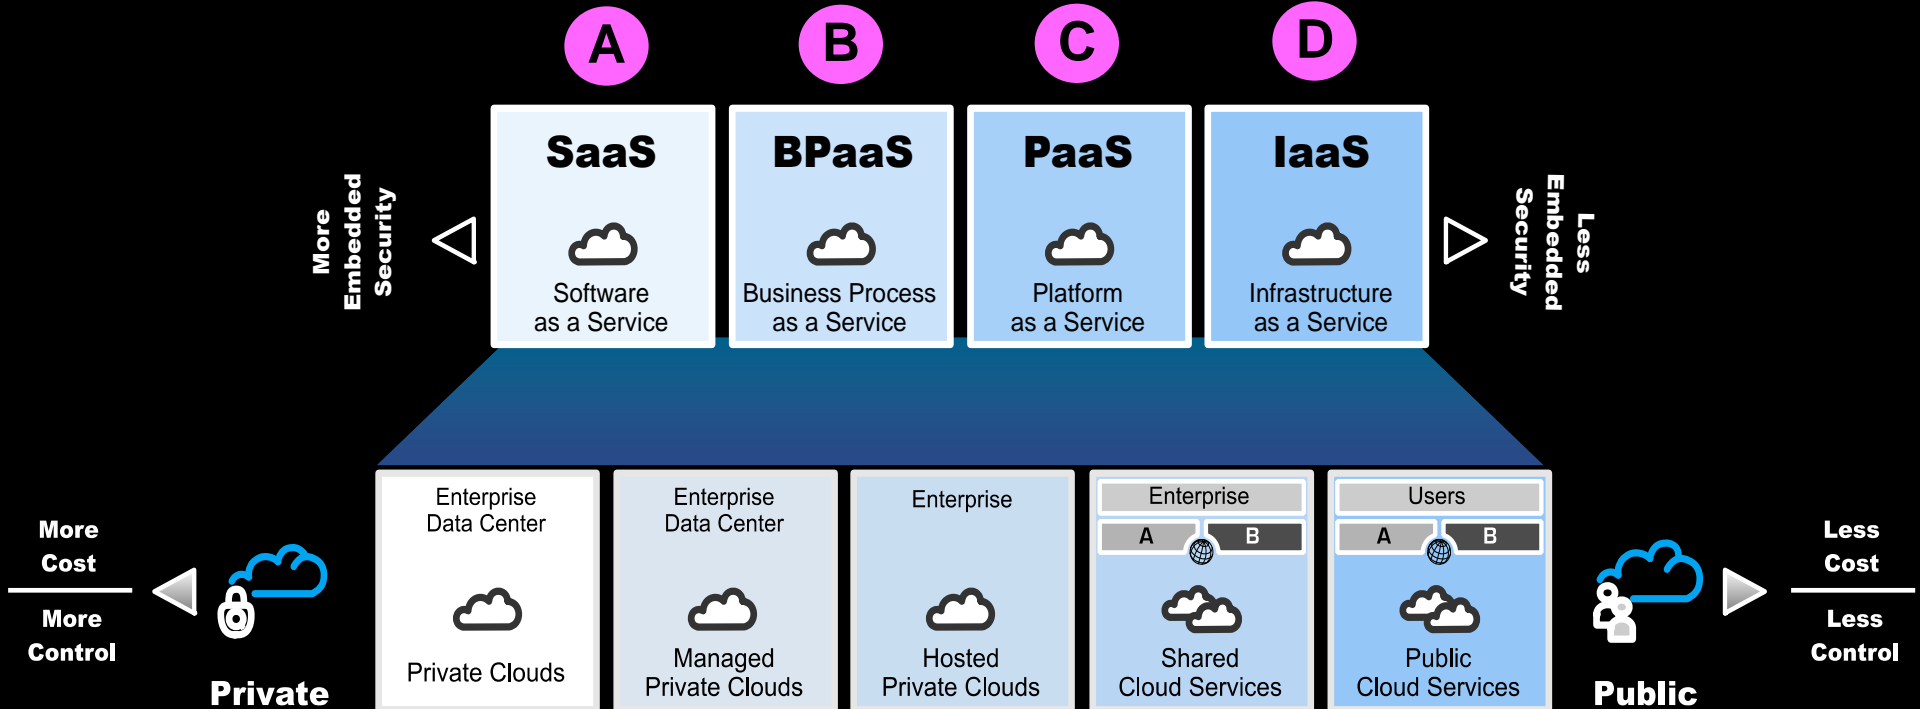 A
B
C
D
SaaS
BPaaS
PaaS
IaaS
More
Embedded
Security
Less
Embedded
Security
Software
as a Service
Business Process
as a Service
Platform
as a Service
Infrastructure
as a Service
Enterprise
Data Center
Enterprise
Data Center
Enterprise
Enterprise
A
B
Users
A
B
More
Cost
More
Control
Less
Cost
Less
Control
Private Clouds
Managed
Private Clouds
Hosted
Private Clouds
Shared
Cloud Services
Public
Cloud Services
Private
Public